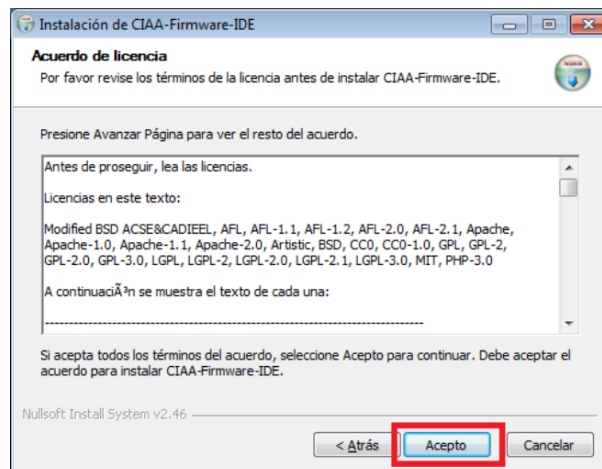 Instalación de CIAA-Firmware-IDE
Acuerdo de licencia
Por favor revise los términos de la licencia antes de instalar CIAA-Firmware-IDE.
Presione Avanzar Página para ver el resto del acuerdo.
Antes de proseguir, lea las licencias.
Licencias en este texto:
Modified BSD ACSE&CADIEEL, AFL, AFL-1.1, AFL-1.2, AFL-2.0, AFL-2.1, Apache,
Apache-1.0, Apache-1.1, Apache-2.0, Artistic, BSD, CC0, CC0-1.0, GPL, GPL-2,
GPL-2.0, GPL-3.0, LGPL, LGPL-2, LGPL-2.0, LGPL-2.1, LGPL-3.0, MIT, PHP-3.0
A continuaciÃ³n se muestra el texto de cada una:
--------------------------------------------------------------------------------
Si acepta todos los términos del acuerdo, seleccione Acepto para continuar. Debe aceptar el
acuerdo para instalar CIAA-Firmware-IDE.
Nullsoft Install System v2.46
< Atrás
Acepto
Cancelar